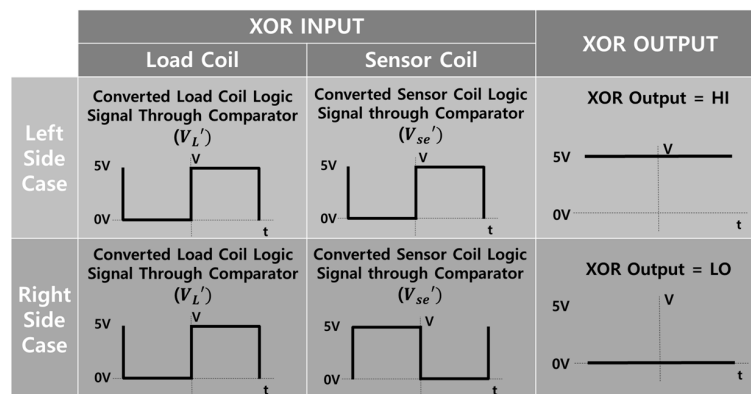 XOR INPUT
XOR OUTPUT
Load Coil
Sensor Coil
Left
Side
Case
Converted Load Coil Logic
Signal Through Comparator
(V_L')
V
5V
0V
t
Converted Sensor Coil Logic
Signal through Comparator
(V_se')
V
5V
0V
t
XOR Output = HI
V
5V
0V
t
Right
Side
Case
Converted Load Coil Logic
Signal Through Comparator
(V_L')
V
5V
0V
t
Converted Sensor Coil Logic
Signal through Comparator
(V_se')
V
5V
0V
t
XOR Output = LO
V
5V
0V
t